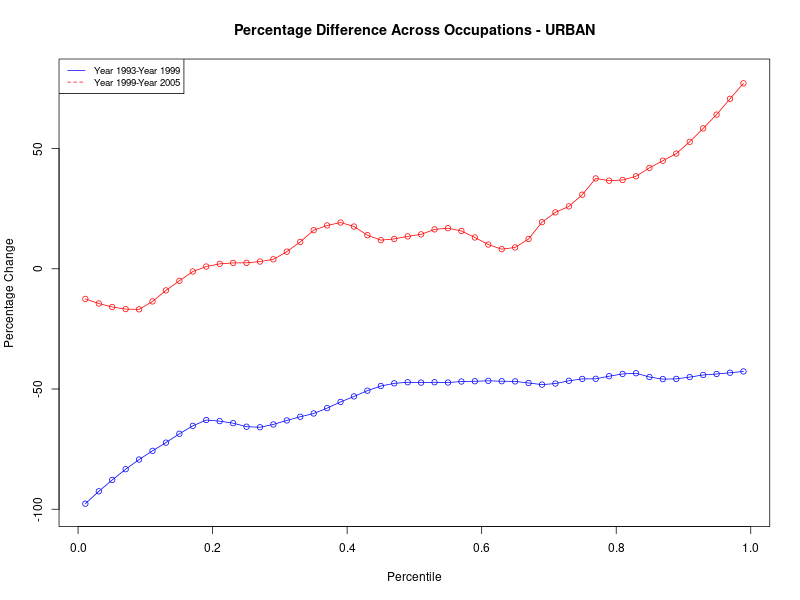 Percentage Difference Across Occupations - URBAN
Year 1993-Year 1999
Year 1999-Year 2005
Percentage Change
50
0
-50
-100
0.0 0.2 0.4 0.6 0.8 1.0
Percentile